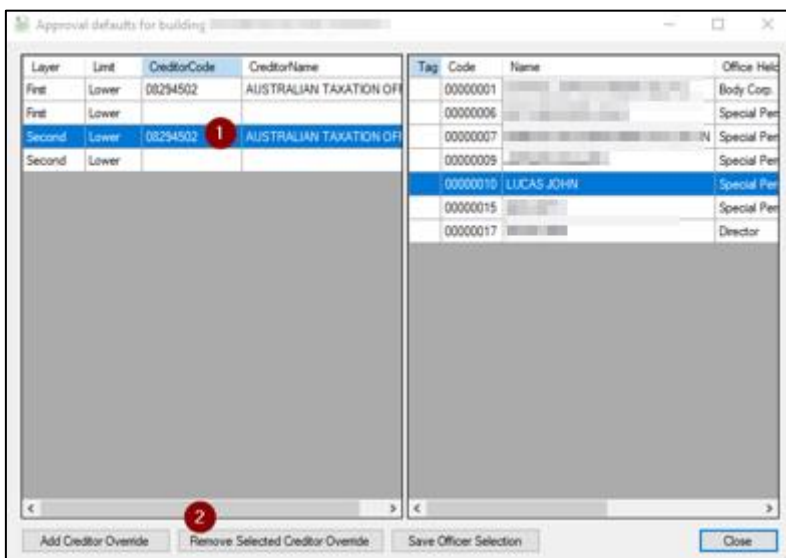 Approval defaults for building
Layer Limit CreditorCode CreditorName
First Lower 08294502 AUSTRALIAN TAXATION OFF
First Lower
Second Lower 08294502 1 AUSTRALIAN TAXATION OFF
Second Lower
Tag Code Name Office Held
00000001 Body Corp.
00000006 Special Per
00000007 N Special Per
00000009 Special Per
00000010 LUCAS JOHN Special Per
00000015 Special Per
00000017 Director
2
Add Creditor Override Remove Selected Creditor Override Save Officer Selection Close